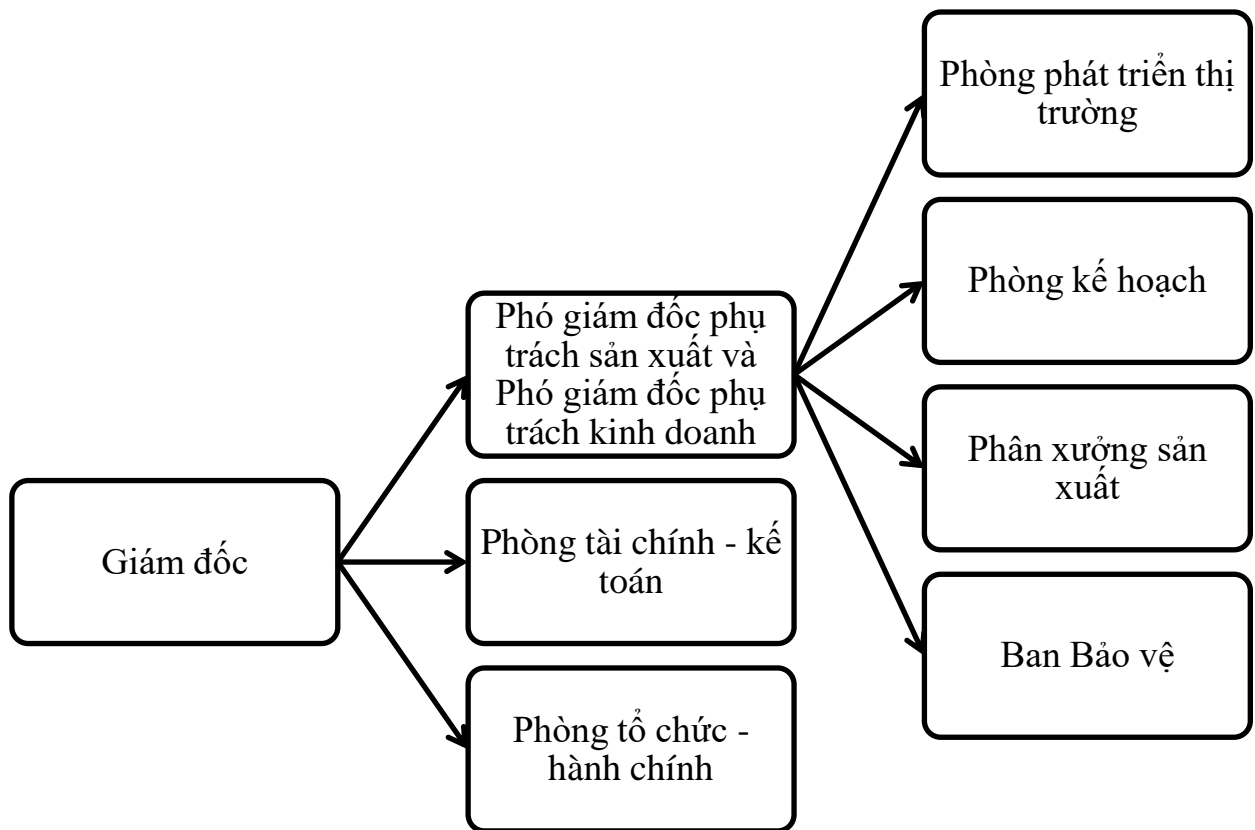 Giám đốc
Phó giám đốc phụ
trách sản xuất và
Phó giám đốc phụ
trách kinh doanh
Phòng tài chính - kế
toán
Phòng tổ chức -
hành chính
Phòng phát triển thị
trường
Phòng kế hoạch
Phân xưởng sản
xuất
Ban Bảo vệ